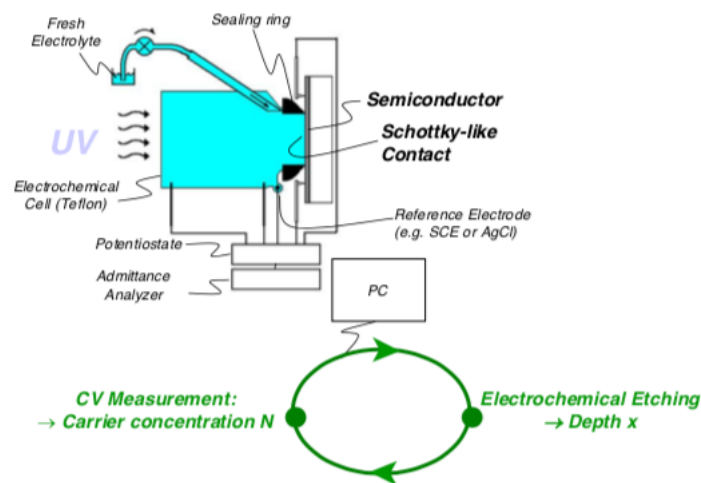 Fresh
Electrolyte
Sealing ring
Semiconductor
Schottky-like
Contact
UV
Electrochemical
Cell (Teflon)
Reference Electrode
(e.g. SCE or AgCl)
Potentiostate
Admittance
Analyzer
PC
CV Measurement:
→ Carrier concentration N
Electrochemical Etching
→ Depth x